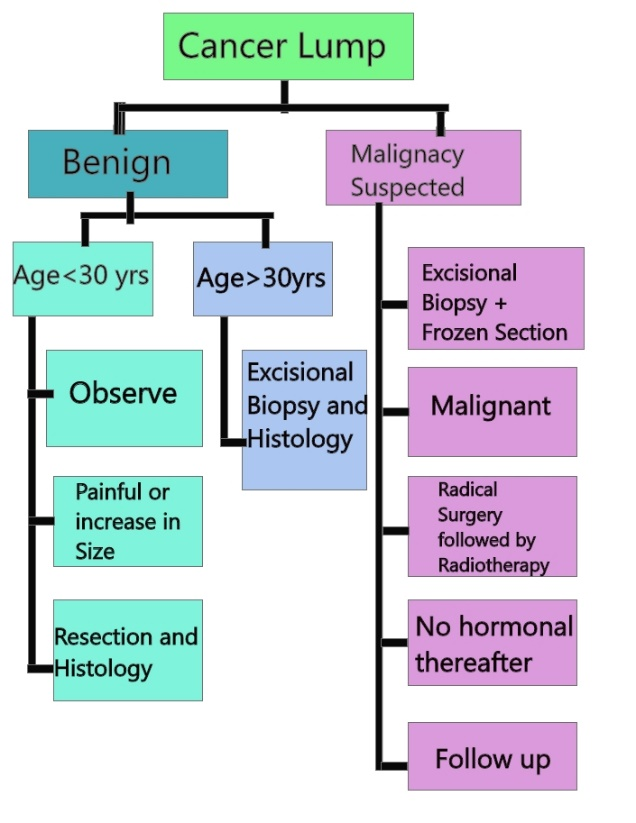 Cancer Lump
Benign
Malignacy
Suspected
Age<30 yrs
Age>30yrs
Excisional
Biopsy +
Frozen Section
Observe
Excisional
Biopsy and
Histology
Malignant
Painful or
increase in
Size
Radical
Surgery
followed by
Radiotherapy
Resection and
Histology
No hormonal
thereafter
Follow up